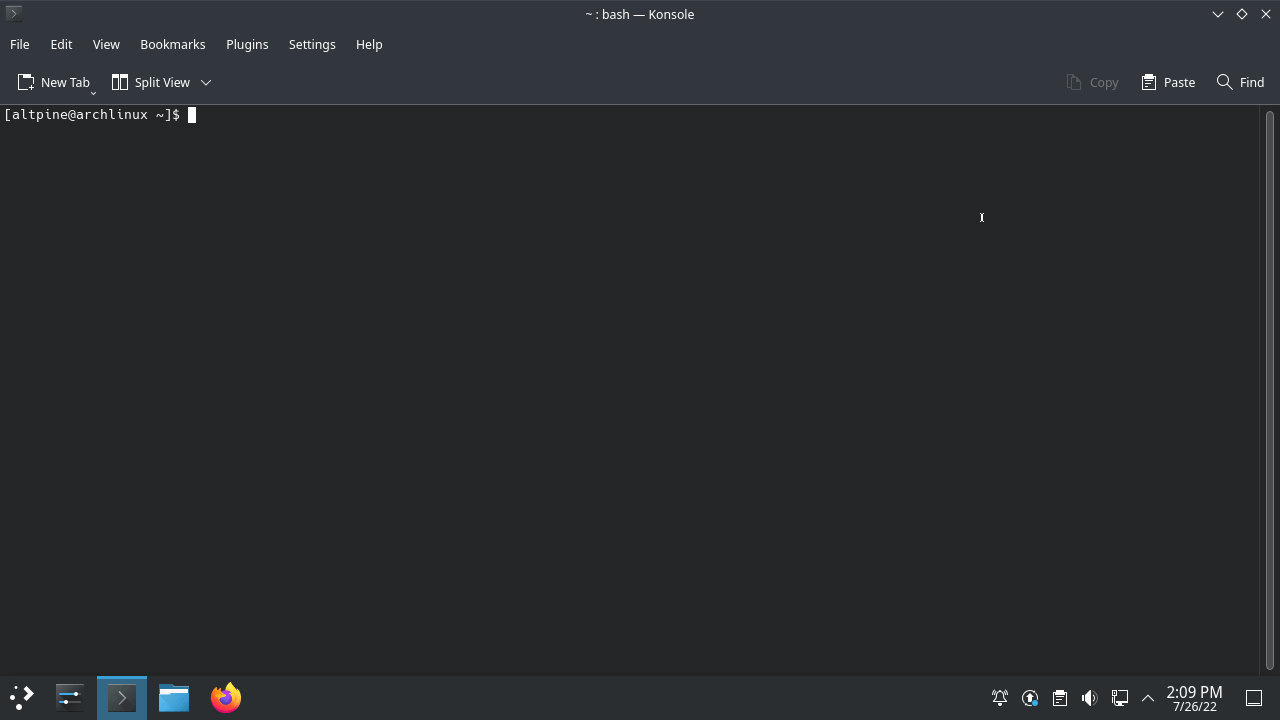 ~ : bash — Konsole
File Edit View Bookmarks Plugins Settings Help
New Tab Split View Copy Paste Find
[altpine@archlinux ~]$
2:09 PM
7/26/22